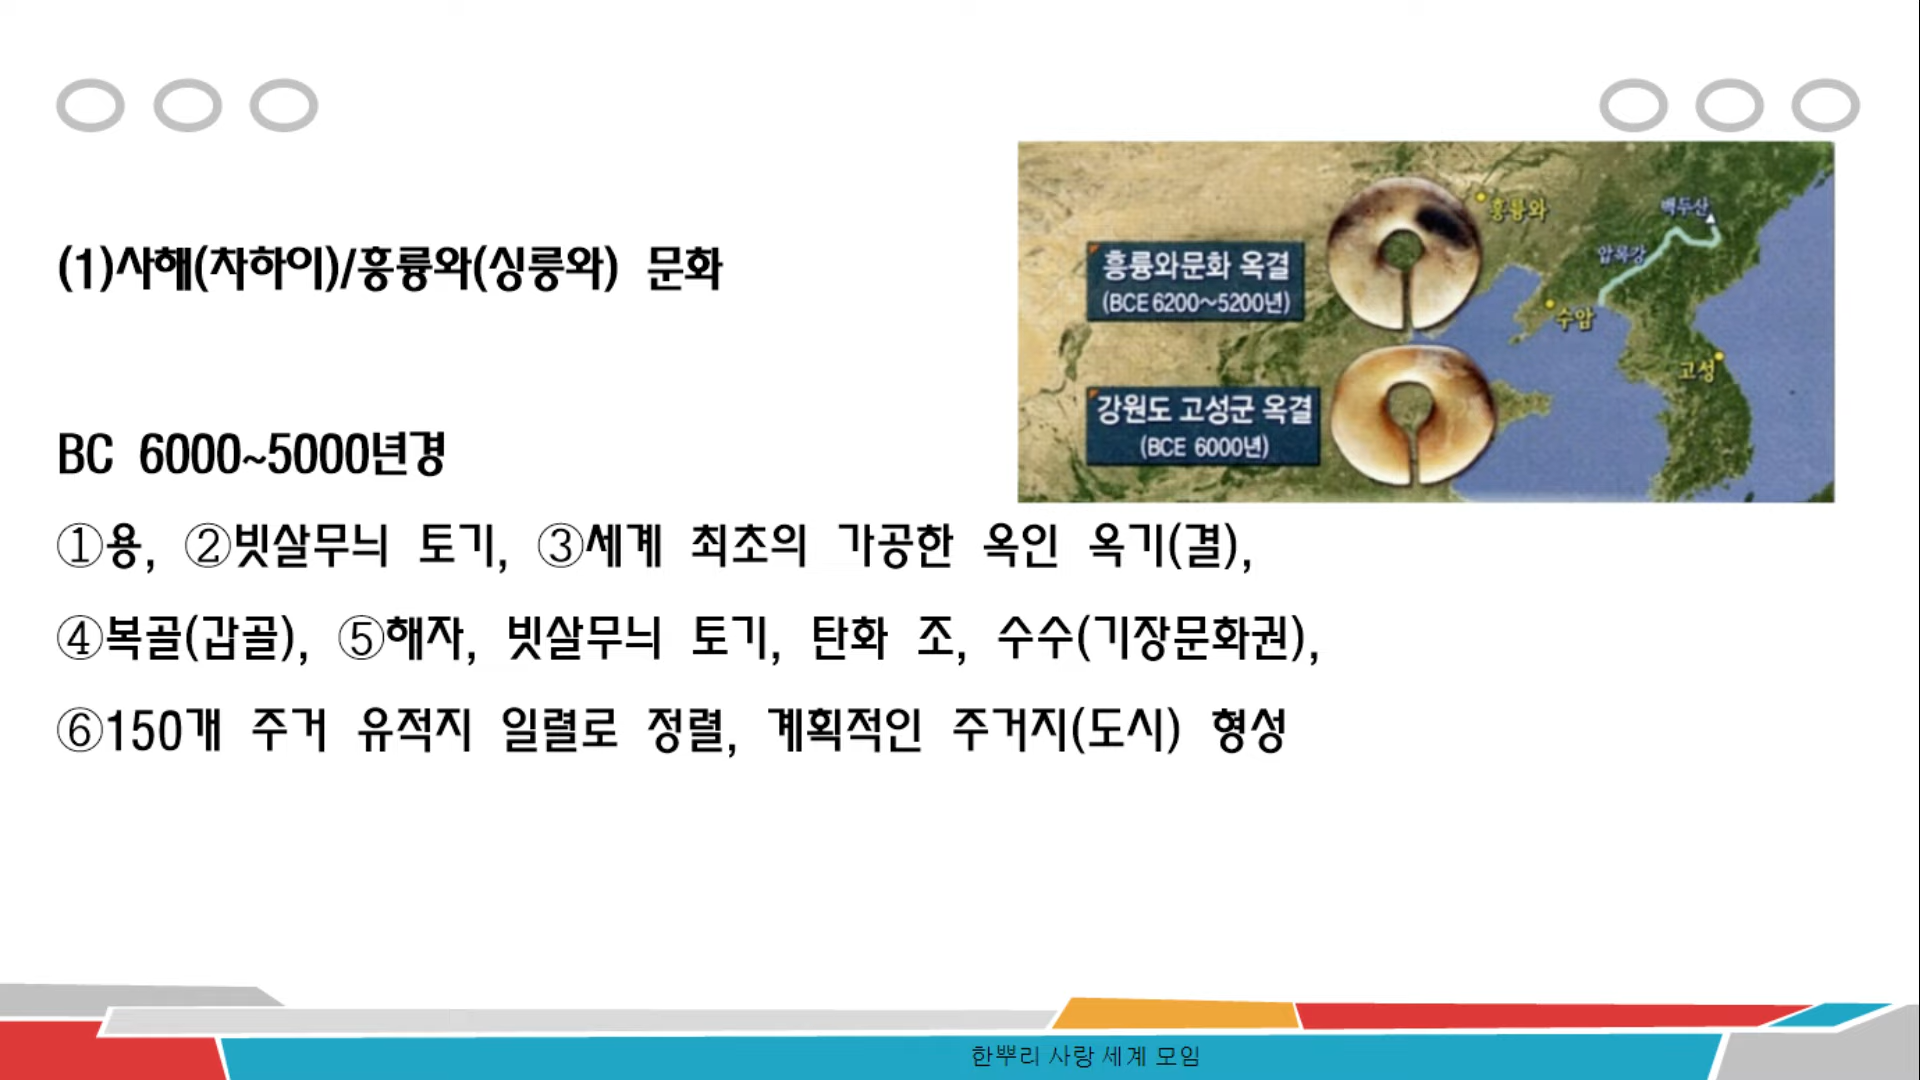 (1)사해(차하이)/흥륭와(싱룽와) 문화
흥륭와
백두산
압록강
흥륭와문화 옥결
(BCE 6200~5200년)
수암
고성
강원도 고성군 옥결
(BCE 6000년)
BC 6000~5000년경
①용, ②빗살무늬 토기, ③세계 최초의 가공한 옥인 옥기(결),
④복골(갑골), ⑤해자, 빗살무늬 토기, 탄화 조, 수수(기장문화권),
⑥150개 주거 유적지 일렬로 정렬, 계획적인 주거지(도시) 형성
한뿌리 사랑 세계 모임